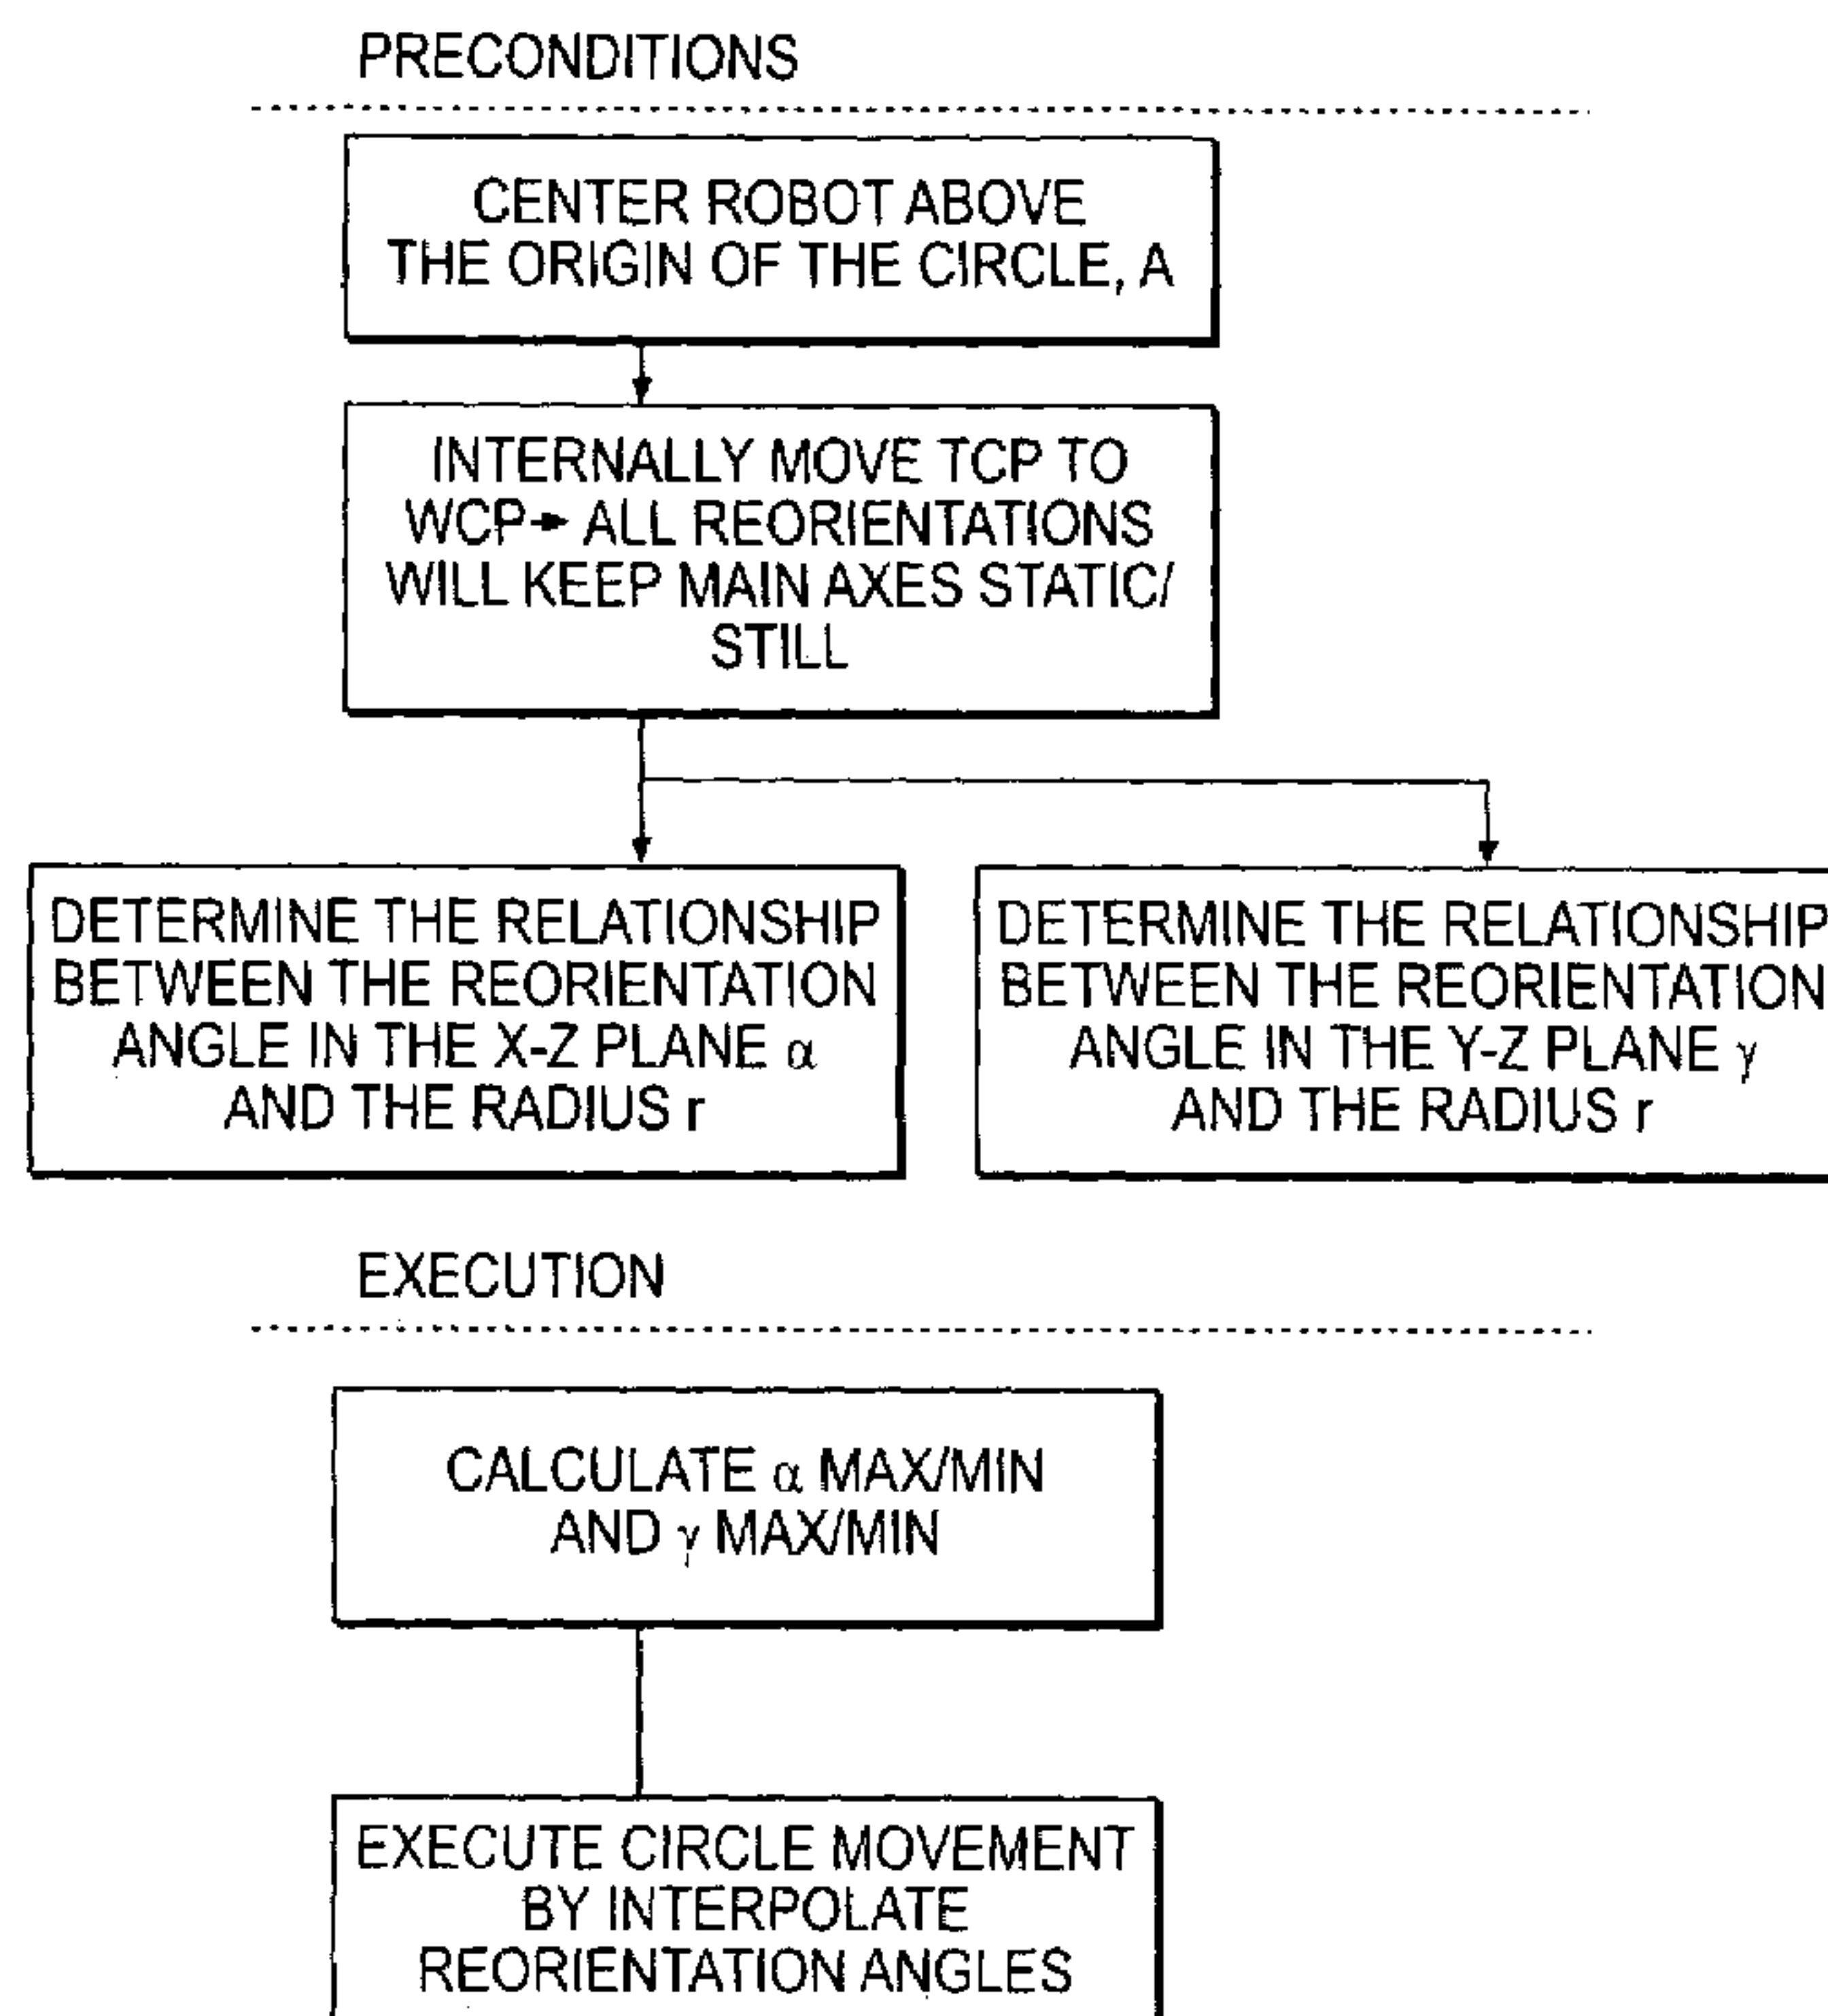 PRECONDITIONS
CENTER ROBOT ABOVE
THE ORIGIN OF THE CIRCLE, A
INTERNALLY MOVE TCP TO
WCP→ ALL REORIENTATIONS
WILL KEEP MAIN AXES STATIC/
STILL
DETERMINE THE RELATIONSHIP
BETWEEN THE REORIENTATION
ANGLE IN THE X-Z PLANE α
AND THE RADIUS r
DETERMINE THE RELATIONSHIP
BETWEEN THE REORIENTATION
ANGLE IN THE Y-Z PLANE γ
AND THE RADIUS r
EXECUTION
CALCULATE α MAX/MIN
AND γ MAX/MIN
EXECUTE CIRCLE MOVEMENT
BY INTERPOLATE
REORIENTATION ANGLES